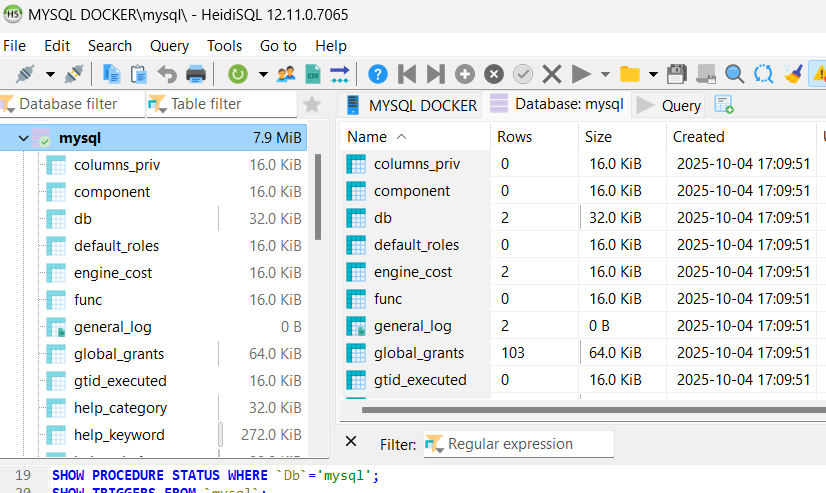 MYSQL DOCKER\mysql\ - HeidiSQL 12.11.0.7065
File Edit Search Query Tools Go to Help
Database filter Table filter MYSQL DOCKER Database: mysql Query
mysql 7.9 MiB
columns_priv 16.0 KiB
component 16.0 KiB
db 32.0 KiB
default_roles 16.0 KiB
engine_cost 16.0 KiB
func 16.0 KiB
general_log 0 B
global_grants 64.0 KiB
gtid_executed 16.0 KiB
help_category 32.0 KiB
help_keyword 272.0 KiB
Name Rows Size Created
columns_priv 0 16.0 KiB 2025-10-04 17:09:51
component 0 16.0 KiB 2025-10-04 17:09:51
db 2 32.0 KiB 2025-10-04 17:09:51
default_roles 0 16.0 KiB 2025-10-04 17:09:51
engine_cost 2 16.0 KiB 2025-10-04 17:09:51
func 0 16.0 KiB 2025-10-04 17:09:51
general_log 2 0 B 2025-10-04 17:09:51
global_grants 103 64.0 KiB 2025-10-04 17:09:51
gtid_executed 0 16.0 KiB 2025-10-04 17:09:51
Filter: Regular expression
19 SHOW PROCEDURE STATUS WHERE `Db`='mysql';
20 SHOW TRIGGERS FROM `mysql`;